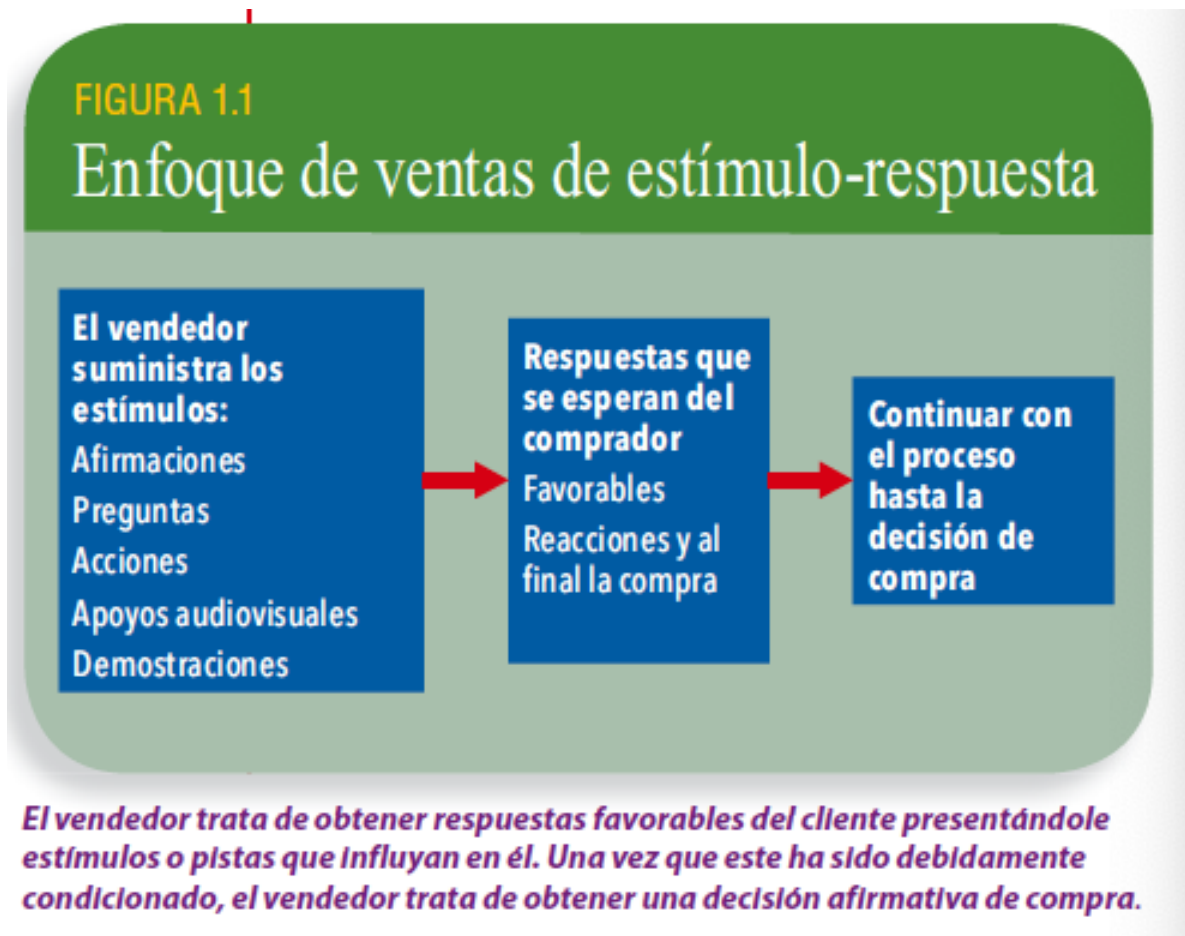 FIGURA 1.1
Enfoque de ventas de estímulo-respuesta
El vendedor
suministra los
estímulos:
Afirmaciones
Preguntas
Acciones
Apoyos audiovisuales
Demostraciones
Respuestas que
se esperan del
comprador
Favorables
Reacciones y al
final la compra
Continuar con
el proceso
hasta la
decisión de
compra
El vendedor trata de obtener respuestas favorables del cliente presentándole
estímulos o pistas que influyan en él. Una vez que este ha sido debidamente
condicionado, el vendedor trata de obtener una decisión afirmativa de compra.